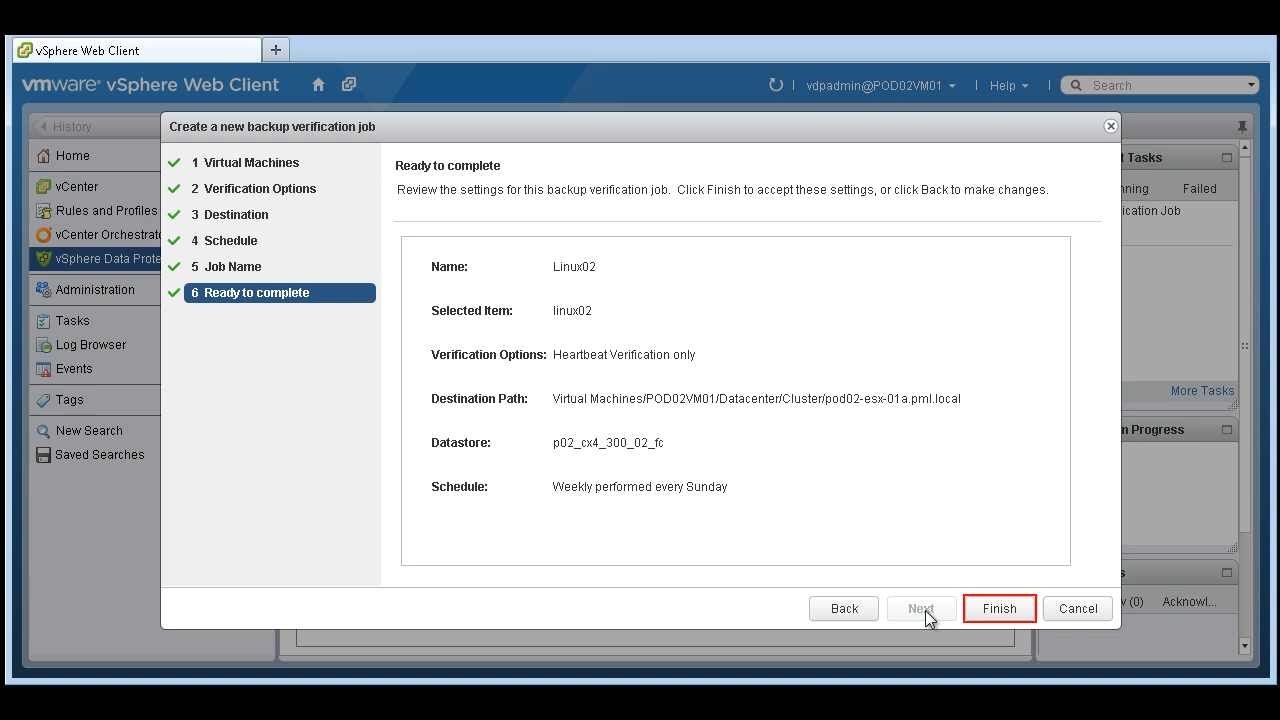 vSphere Web Client
+
vmware® vSphere Web Client
vdpadmin@POD02VM01
Help
Search
History
Create a new backup verification job
Home
vCenter
Rules and Profiles
vCenter Orchestrato
vSphere Data Prote
Administration
Tasks
Log Browser
Events
Tags
New Search
Saved Searches
1 Virtual Machines
2 Verification Options
3 Destination
4 Schedule
5 Job Name
6 Ready to complete
Ready to complete
Review the settings for this backup verification job. Click Finish to accept these settings, or click Back to make changes.
Name: Linux02
Selected Item: linux02
Verification Options: Heartbeat Verification only
Destination Path: Virtual Machines/POD02VM01/Datacenter/Cluster/pod02-esx-01a.pml.local
Datastore: p02_cx4_300_02_fc
Schedule: Weekly performed every Sunday
Back
Next
Finish
Cancel
t Tasks
nning Failed
ication Job
More Tasks
n Progress
s
v (0) Acknowl...